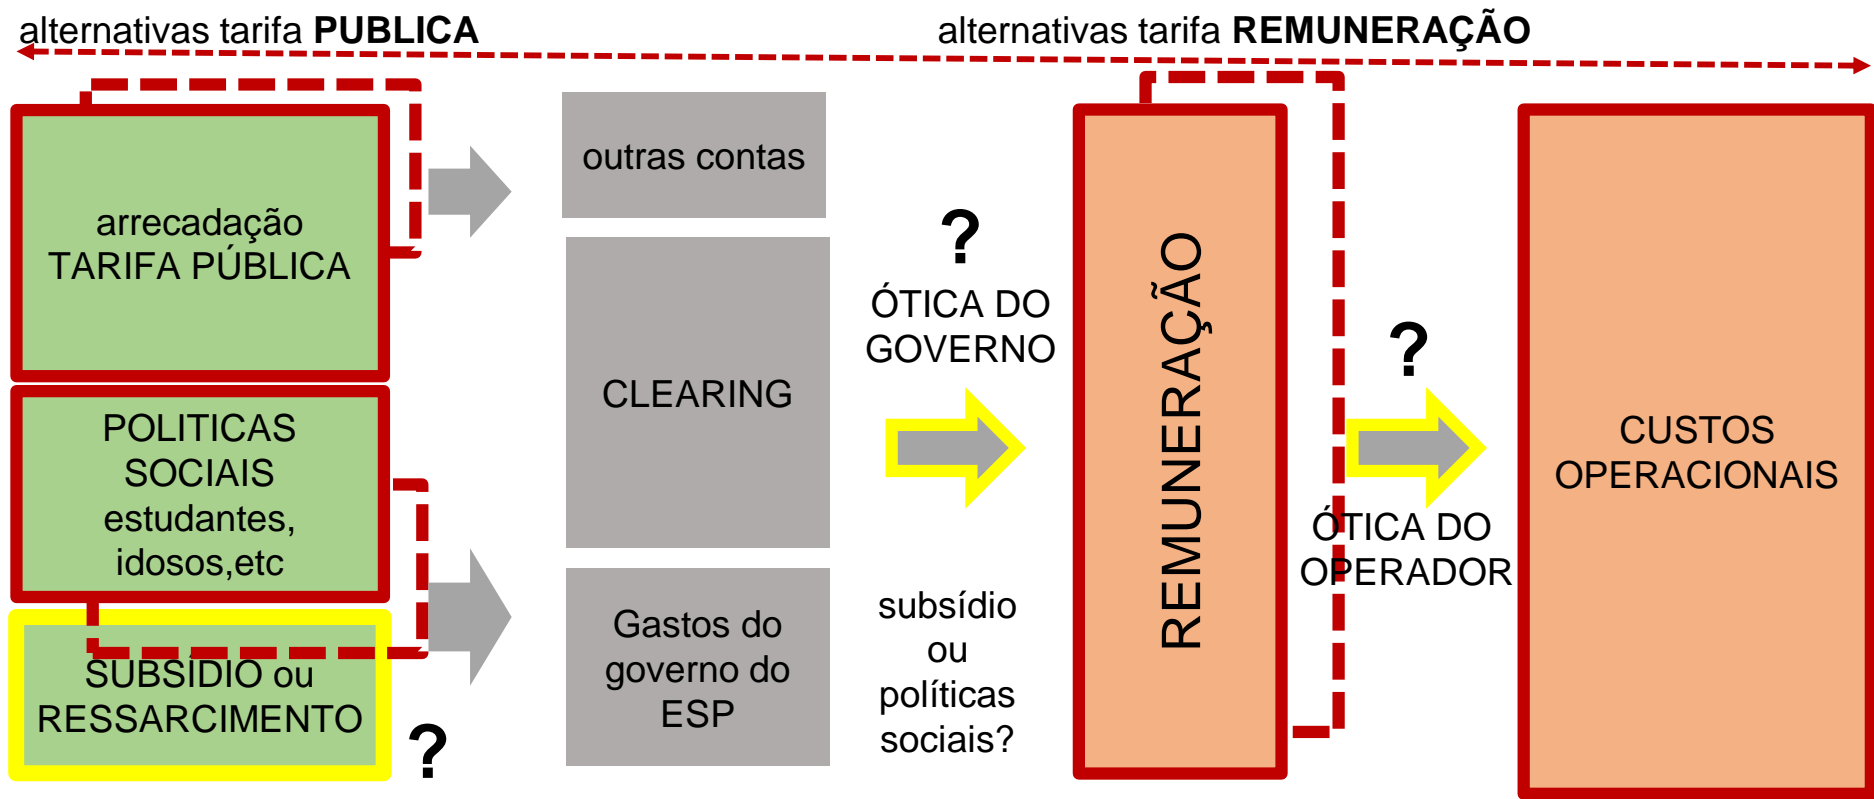 alternativas tarifa PUBLICA
alternativas tarifa REMUNERAÇÃO
arrecadação
TARIFA PÚBLICA
POLITICAS
SOCIAIS
estudantes,
idosos,etc
SUBSÍDIO ou
RESSARCIMENTO
?
outras contas
CLEARING
Gastos do
governo do
ESP
?
ÓTICA DO
GOVERNO
subsídio
ou
políticas
sociais?
REMUNERAÇÃO
?
ÓTICA DO
OPERADOR
CUSTOS
OPERACIONAIS